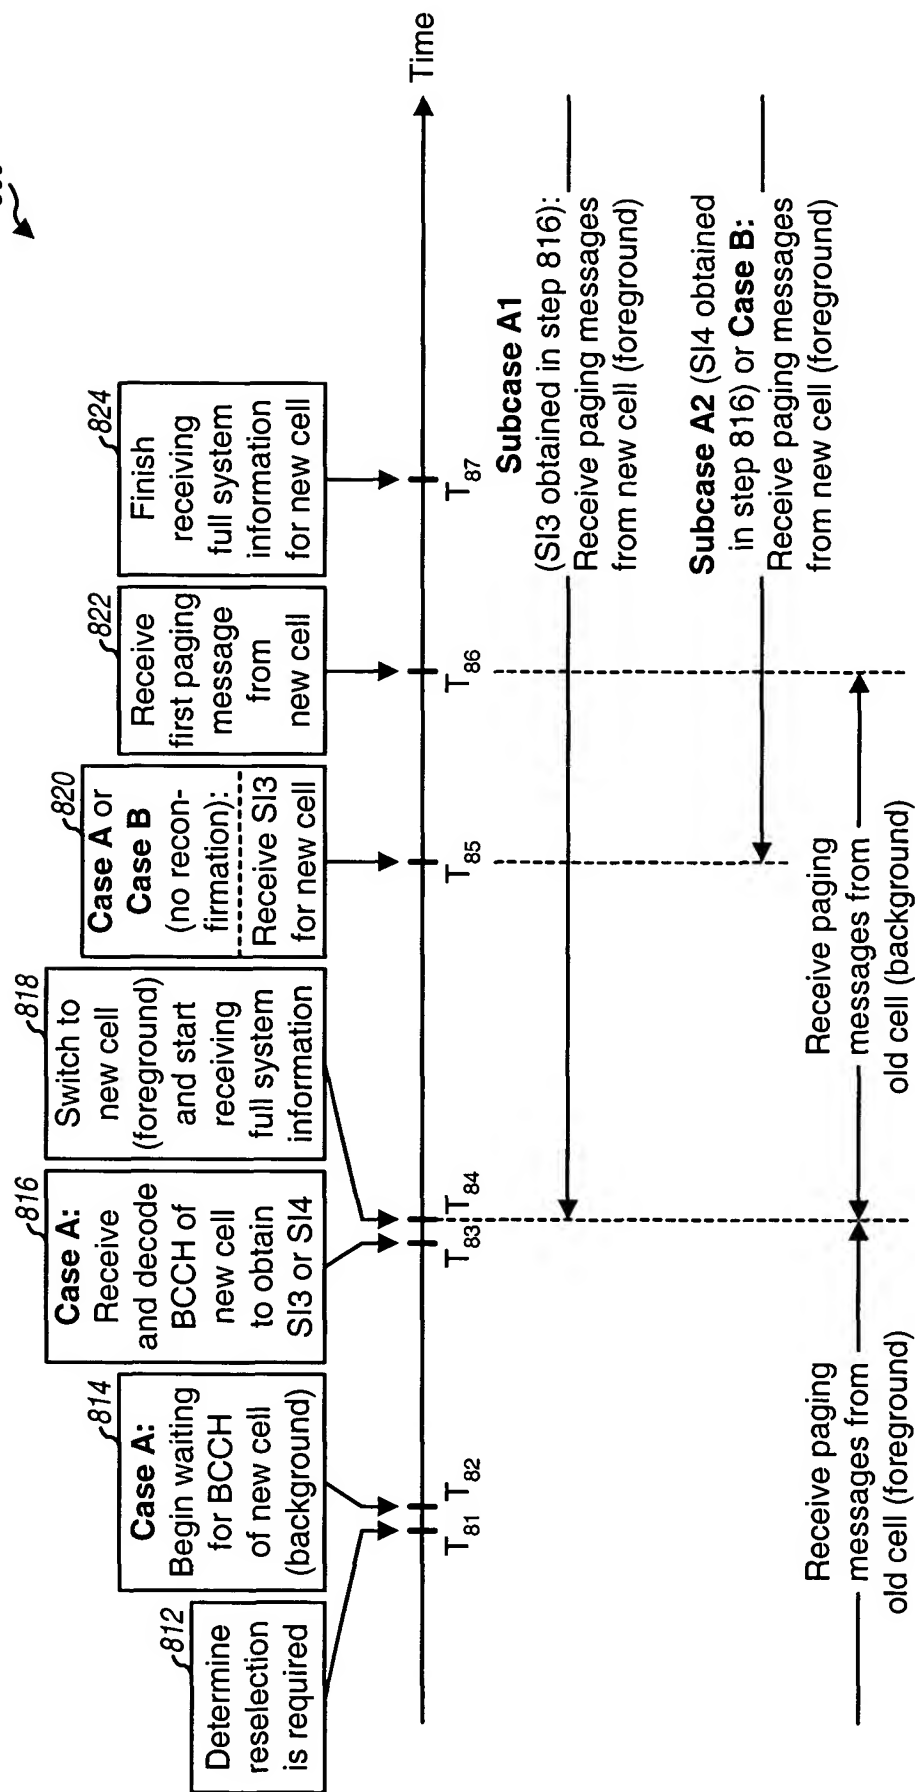 812
Determine
reselection
is required
814
Case A:
Begin waiting
for BCCH
of new cell
(background)
816
Case A:
Receive
and decode
BCCH of
new cell
to obtain
SI3 or SI4
818
Switch to
new cell
(foreground)
and start
receiving
full system
information
820
Case A or
Case B
(no recon-
firmation):
Receive SI3
for new cell
822
Receive
first paging
message
from
new cell
824
Finish
receiving
full system
information
for new cell
T81
T82
T83
T84
T85
T86
T87
Time
Subcase A1
(SI3 obtained in step 816):
Receive paging messages
from new cell (foreground)
Subcase A2 (SI4 obtained
in step 816) or Case B:
Receive paging messages
from new cell (foreground)
Receive paging
messages from
old cell (foreground)
Receive paging
messages from
old cell (background)